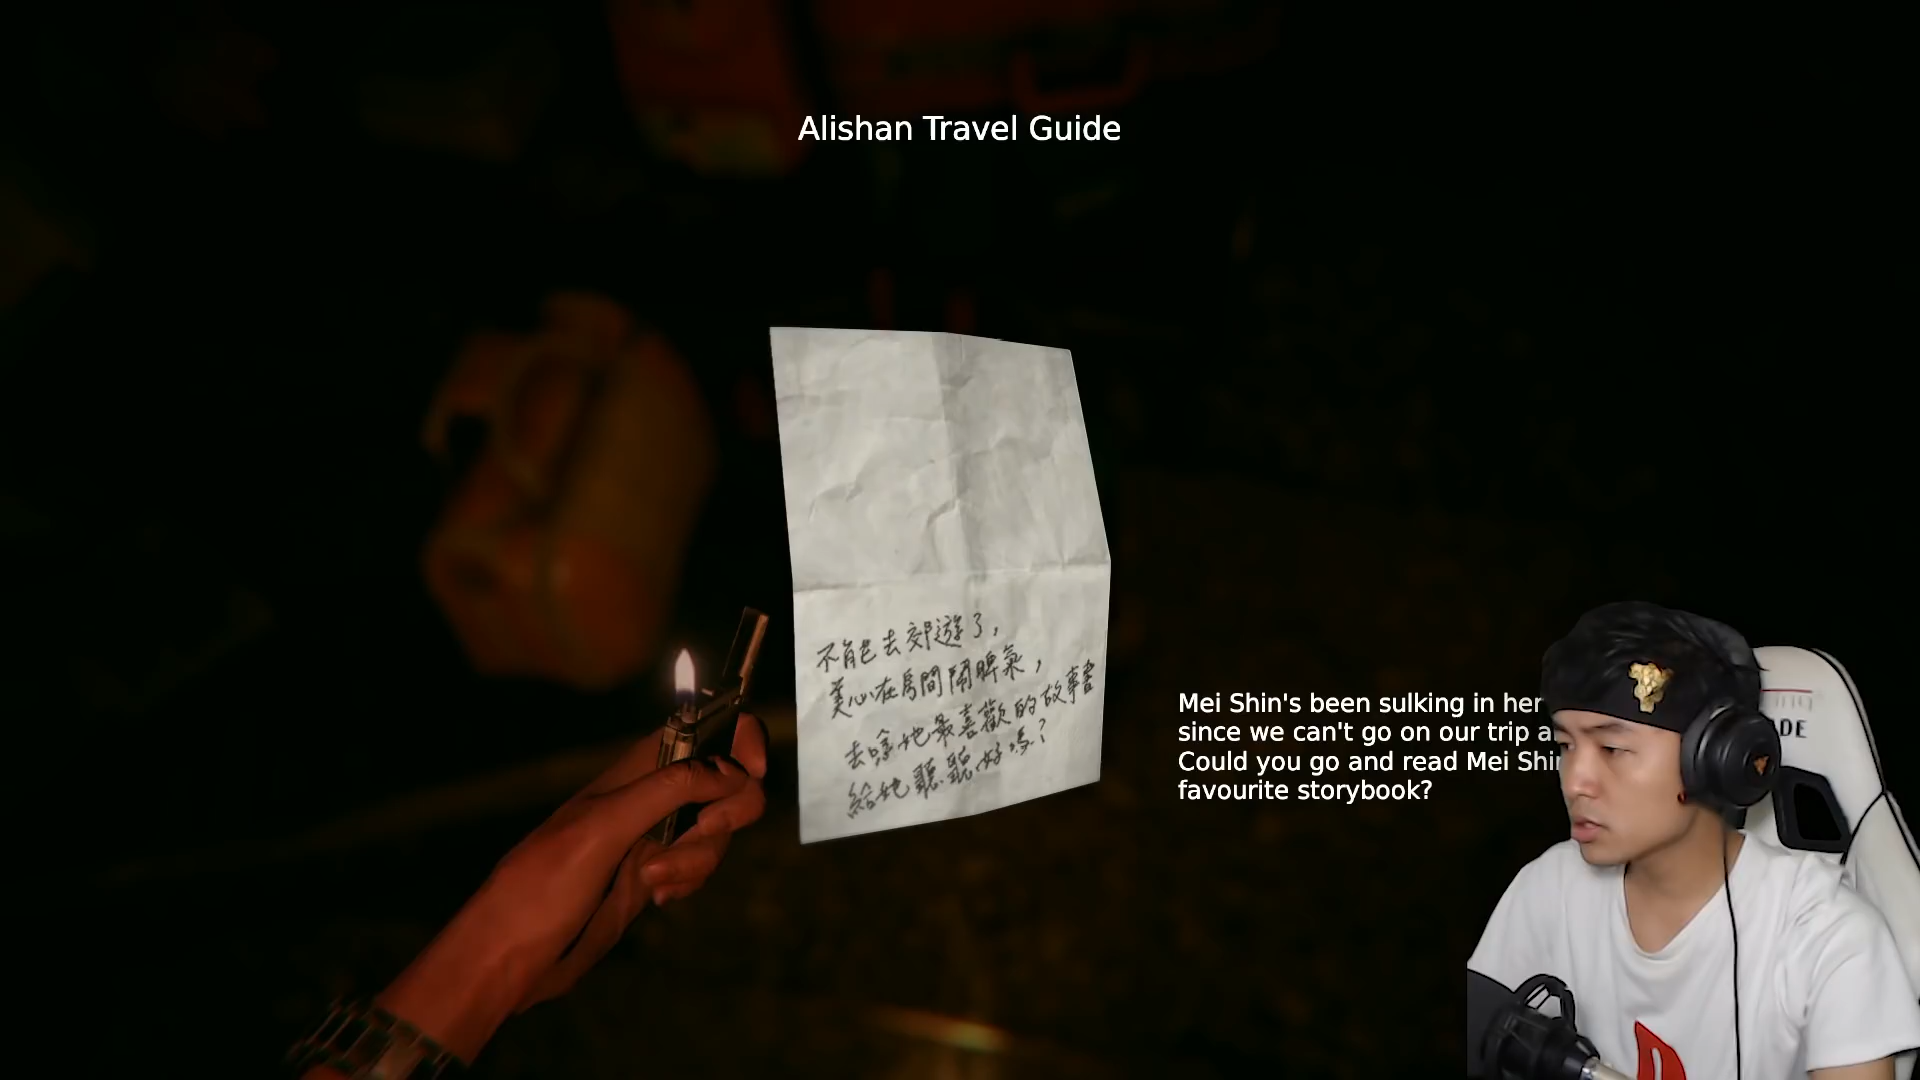 Alishan Travel Guide
不能去郊遊了,
美心在房間鬧脾氣,
去唸她最喜歡的故事書
給她聽聽好嗎?
Mei Shin's been sulking in her
since we can't go on our trip
Could you go and read Mei Shin
favourite storybook?
ADE